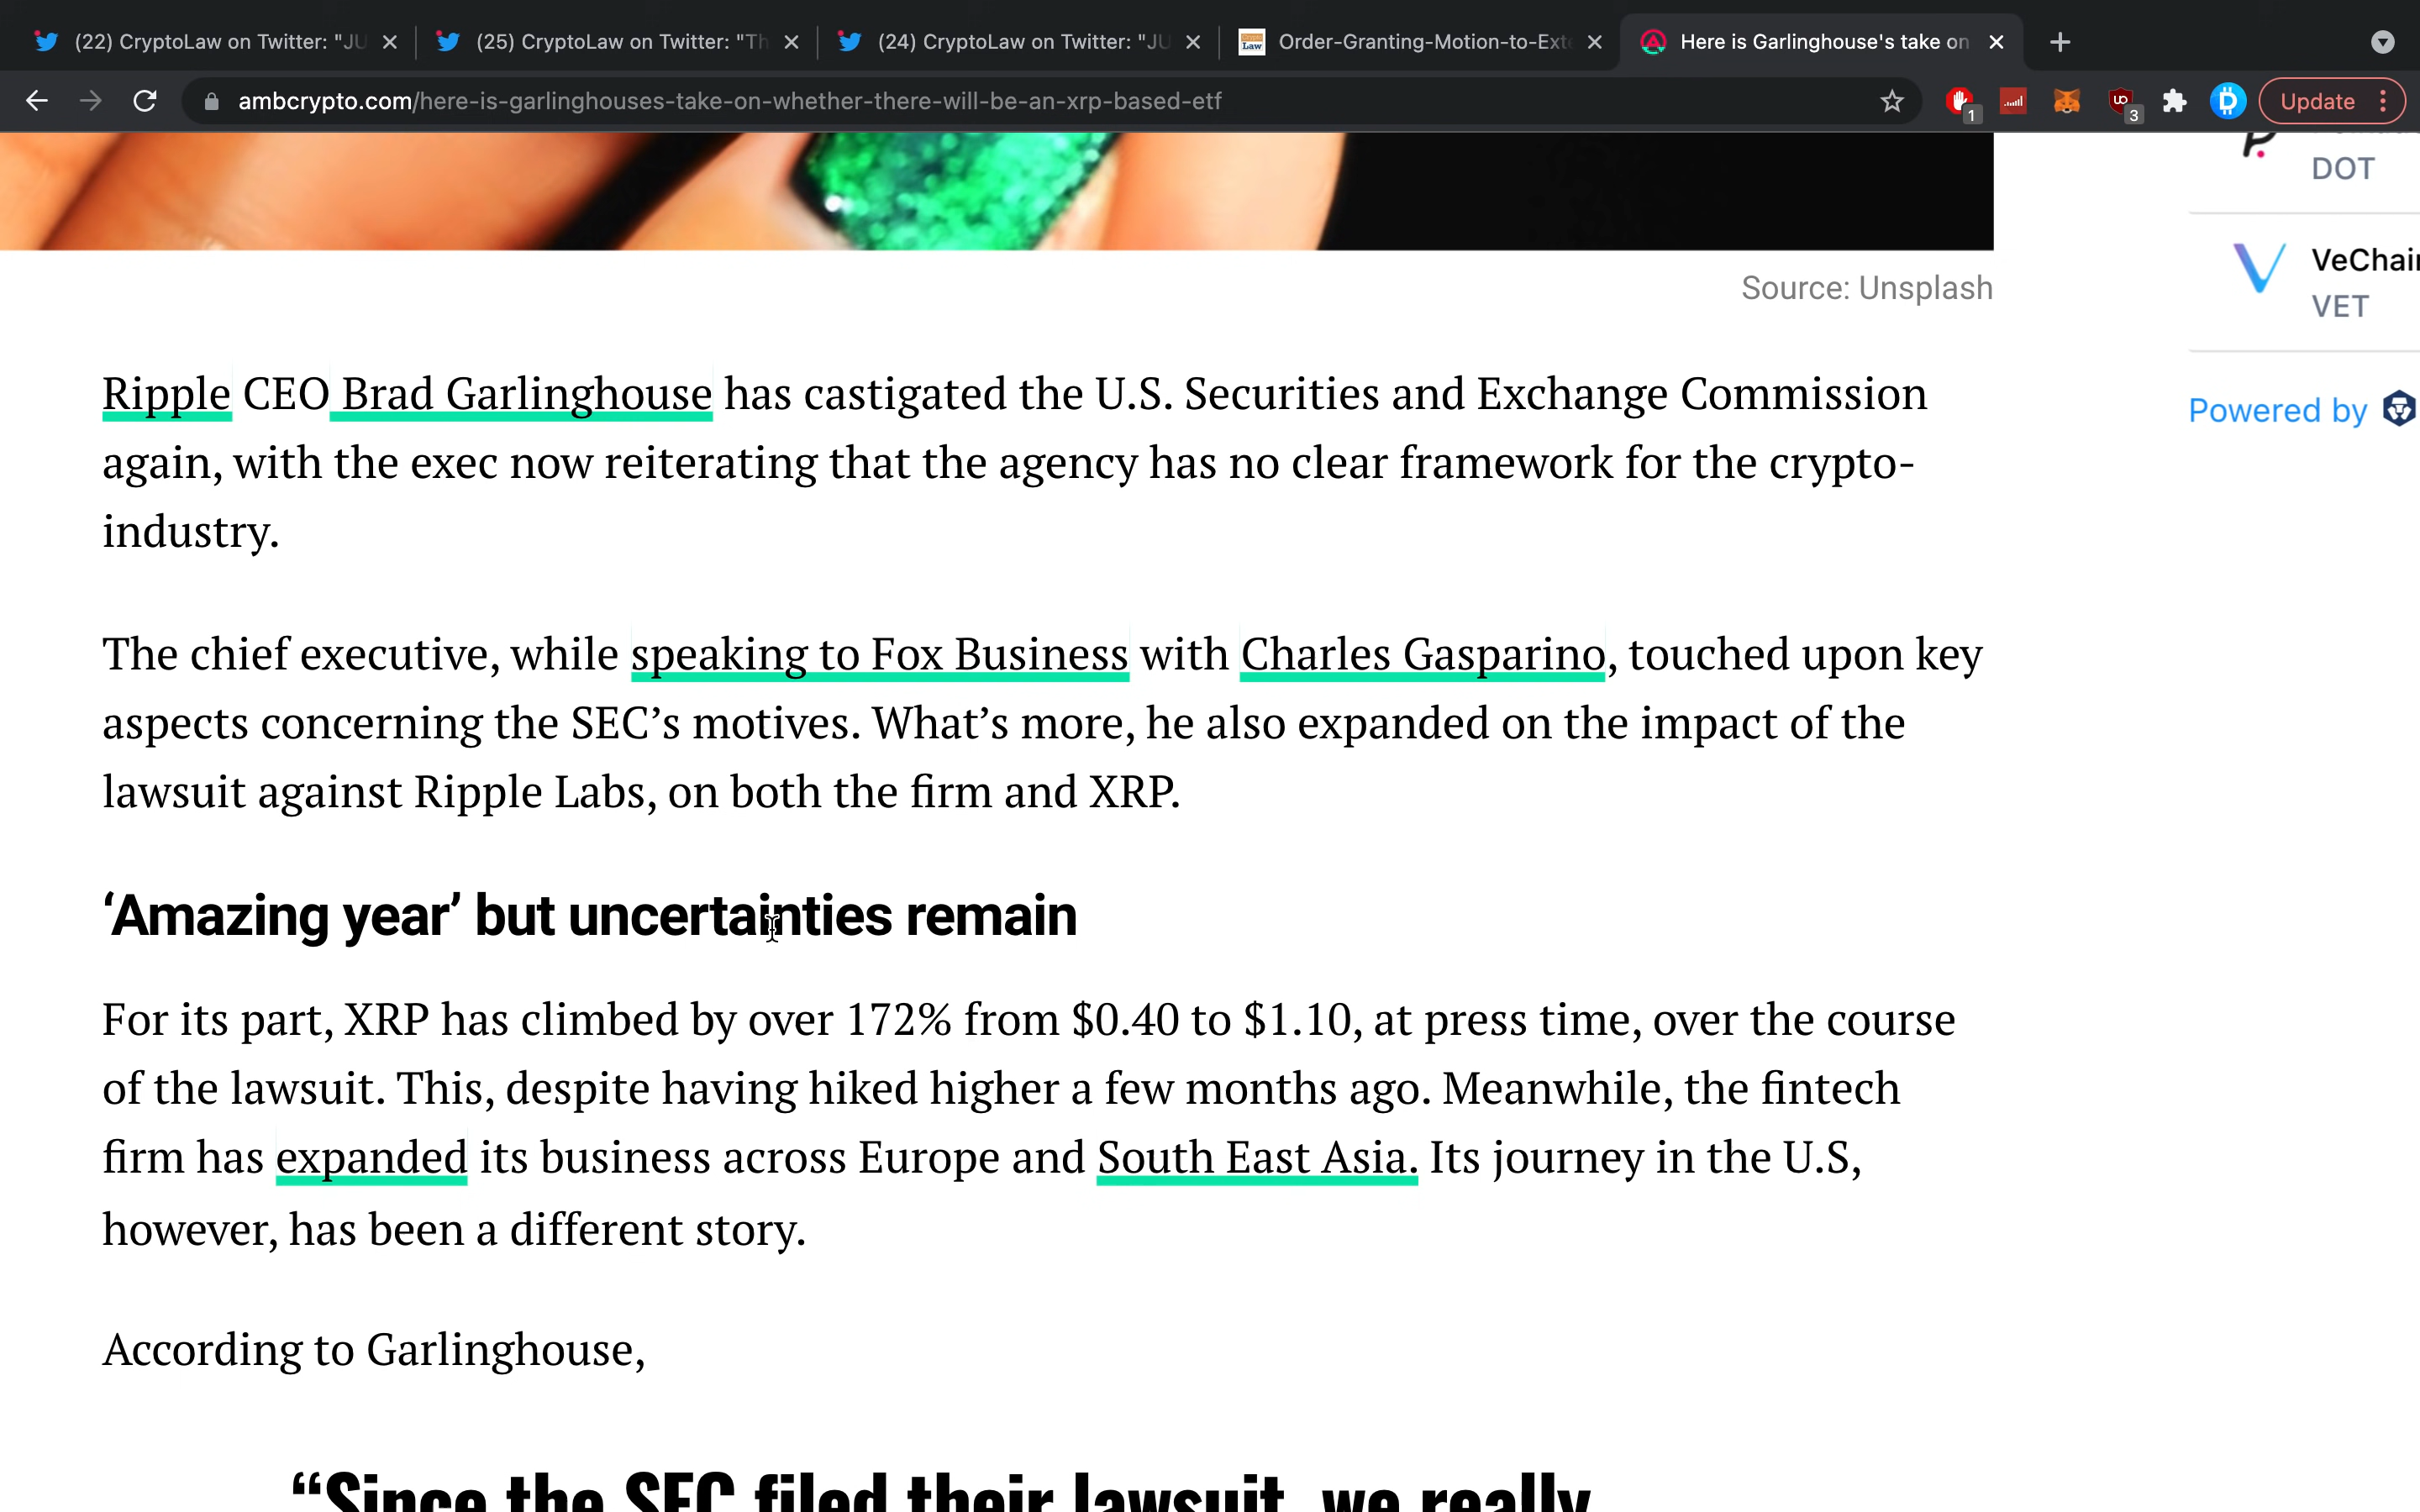 (22) CryptoLaw on Twitter: "JU
(25) CryptoLaw on Twitter: "Th
(24) CryptoLaw on Twitter: "JU
Order-Granting-Motion-to-Exte
Here is Garlinghouse's take on
ambcrypto.com/here-is-garlinghouses-take-on-whether-there-will-be-an-xrp-based-etf
1
3
Update
DOT
VeChain
VET
Powered by
Source: Unsplash
Ripple CEO Brad Garlinghouse has castigated the U.S. Securities and Exchange Commission
again, with the exec now reiterating that the agency has no clear framework for the crypto-
industry.
The chief executive, while speaking to Fox Business with Charles Gasparino, touched upon key
aspects concerning the SEC’s motives. What’s more, he also expanded on the impact of the
lawsuit against Ripple Labs, on both the firm and XRP.
‘Amazing year’ but uncertainties remain
For its part, XRP has climbed by over 172% from $0.40 to $1.10, at press time, over the course
of the lawsuit. This, despite having hiked higher a few months ago. Meanwhile, the fintech
firm has expanded its business across Europe and South East Asia. Its journey in the U.S,
however, has been a different story.
According to Garlinghouse,
“Since the SEC filed their lawsuit, we really